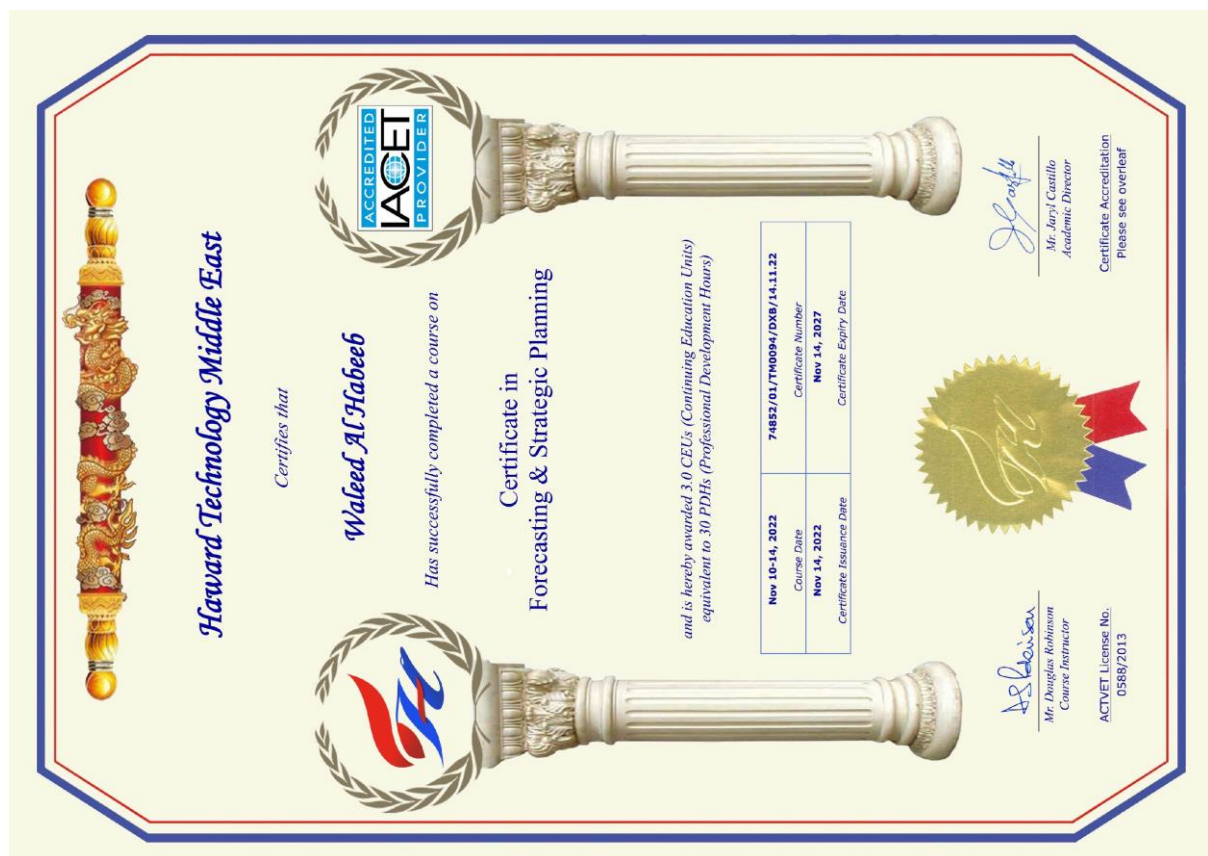 Haward Technology Middle East
Certifies that
ACCREDITED
IACET
PROVIDER
Waleed Al Habeeb
Has successfully completed a course on
Certificate in
Forecasting & Strategic Planning
and is hereby awarded 3.0 CEUs (Continuing Education Units)
equivalent to 30 PDHs (Professional Development Hours)
Nov 10-14, 2022 74852/01/TM0094/DXB/14.11.22
Course Date Certificate Number
Nov 14, 2022 Nov 14, 2027
Certificate Issuance Date Certificate Expiry Date
Mr. Douglas Robinson
Course Instructor
Mr. Jaryl Castillo
Academic Director
ACTVET License No.
0588/2013
Certificate Accreditation
Please see overleaf